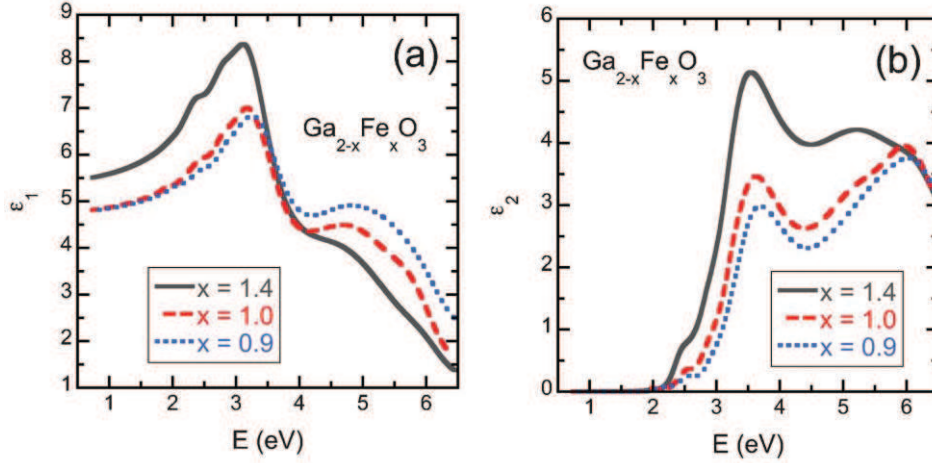 9
8
7
6
5
4
3
2
1
ε₁
(a)
Ga₂₋ₓFeₓO₃
x = 1.4
x = 1.0
x = 0.9
1 2 3 4 5 6
E (eV)
6
5
4
3
2
1
0
ε₂
Ga₂₋ₓFeₓO₃
(b)
x = 1.4
x = 1.0
x = 0.9
1 2 3 4 5 6
E (eV)